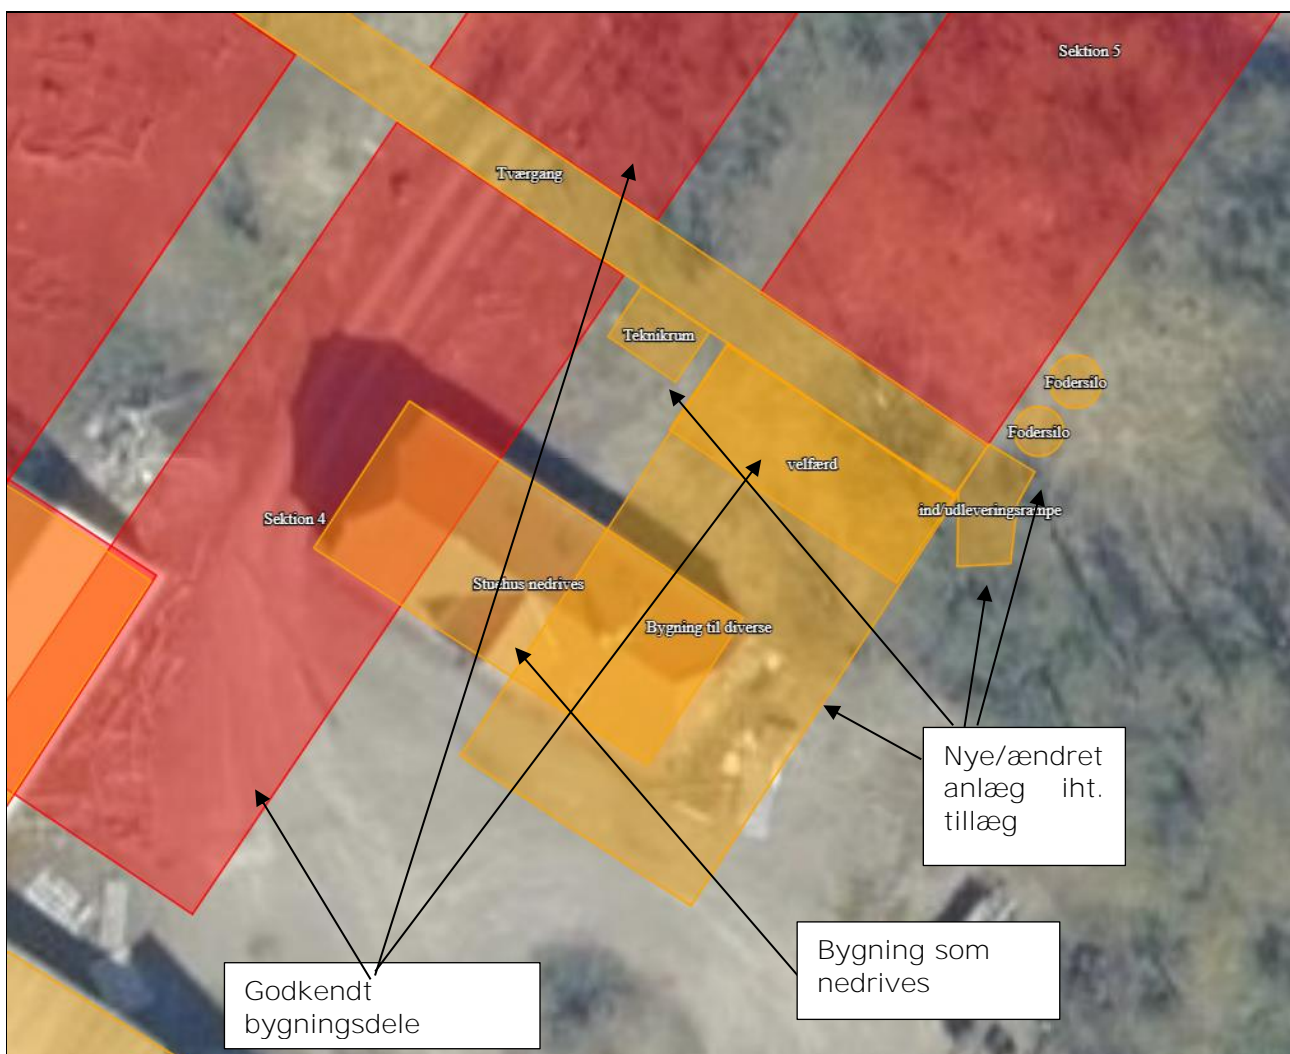 Sektion 5
Tværgang
Teknikrum
Fodersilo
Fodersilo
velfærd
ind/udleveringsrampe
Sektion 4
Stuehus nedrives
Bygning til diverse
Nye/ændret
anlæg iht.
tillæg
Bygning som
nedrives
Godkendt
bygningsdele